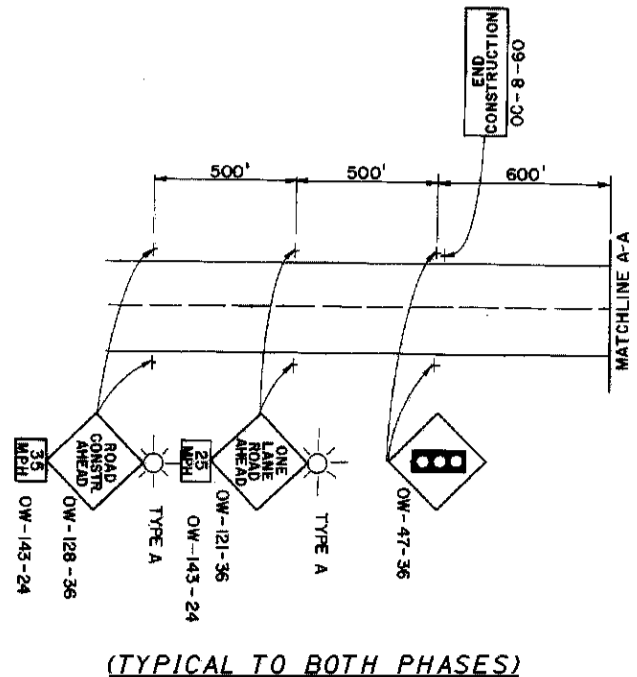 END
CONSTRUCTION
OC-8-60
500'
500'
600'
MATCHLINE A-A
35
MPH
OW-143-24
ROAD
CONSTR
AHEAD
OW-128-36
TYPE A
25
MPH
OW-143-24
ONE
LANE
ROAD
AHEAD
OW-121-36
TYPE A
OW-47-36
(TYPICAL TO BOTH PHASES)